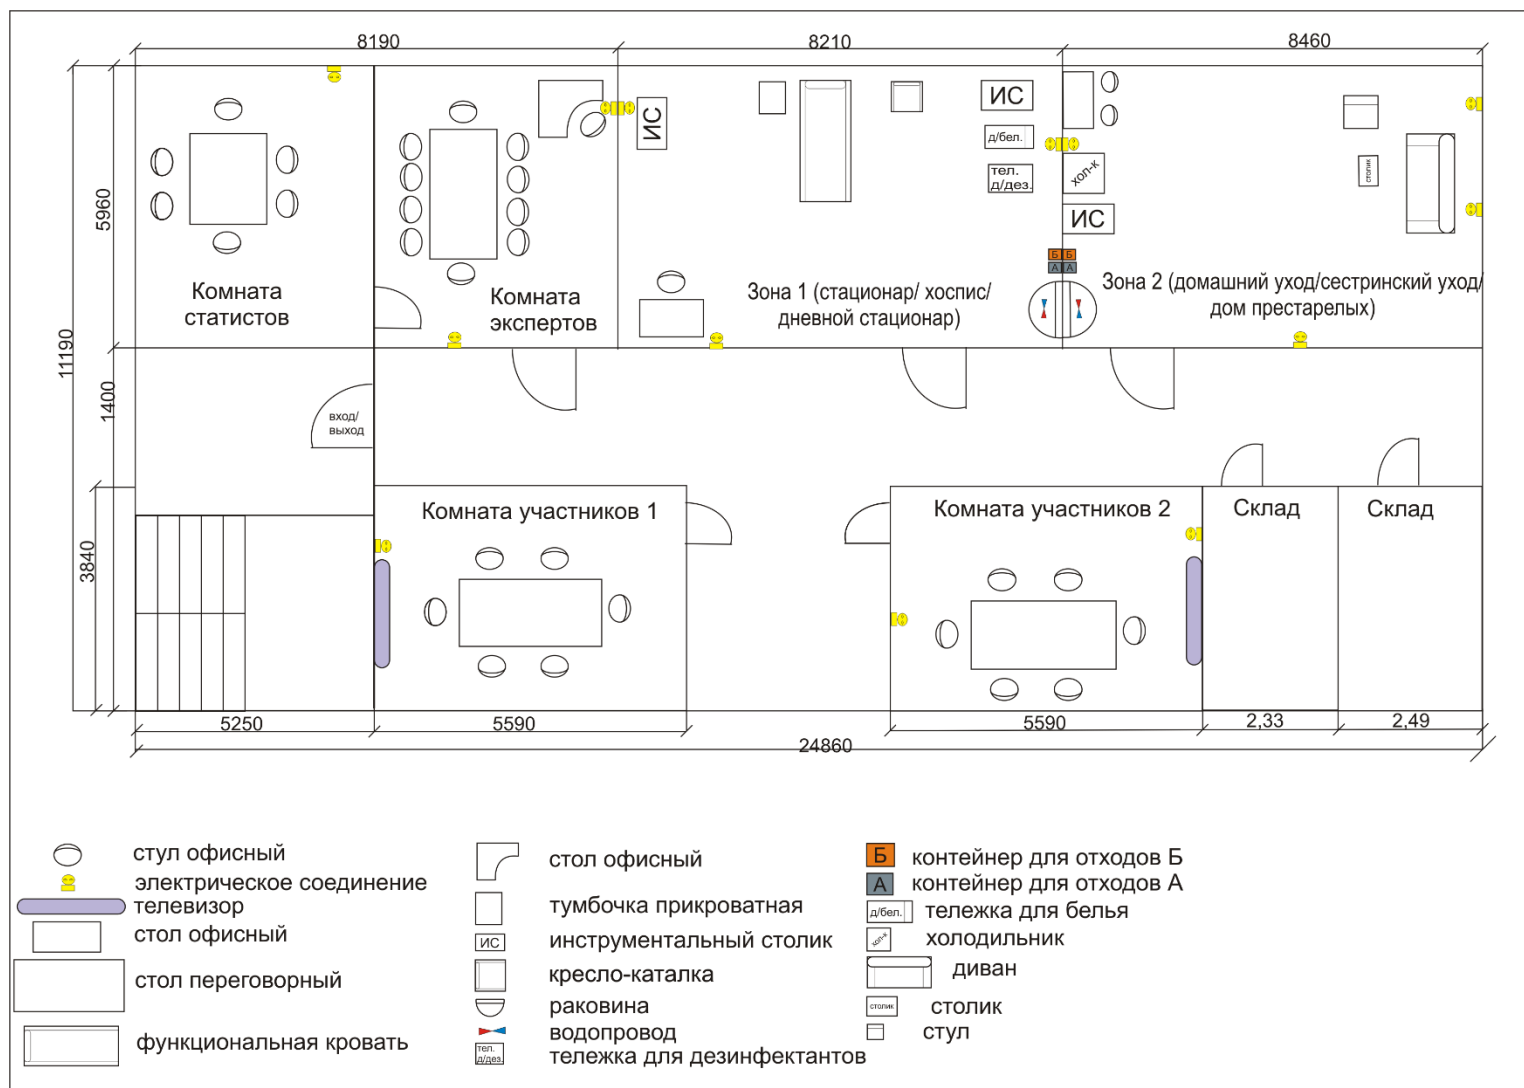 8190
8210
8460
ИС
ИС
д/бел.
тел.
д/дез.
хол-к
ИС
столик
5960
11190
1400
3840
Б
Б
А
А
Комната
статистов
Комната
экспертов
Зона 1 (стационар/ хоспис/
дневной стационар)
Зона 2 (домашний уход/сестринский уход/
дом престарелых)
вход/
выход
Комната участников 1
Комната участников 2
Склад
Склад
5250
5590
5590
2,33
2,49
24860
стул офисный
электрическое соединение
телевизор
стол офисный
стол переговорный
функциональная кровать
стол офисный
тумбочка прикроватная
ИС
инструментальный столик
кресло-каталка
раковина
водопровод
тел.
д/дез.
тележка для дезинфектантов
Б
контейнер для отходов Б
А
контейнер для отходов А
д/бел.
тележка для белья
хол-к
холодильник
диван
столик
столик
стул